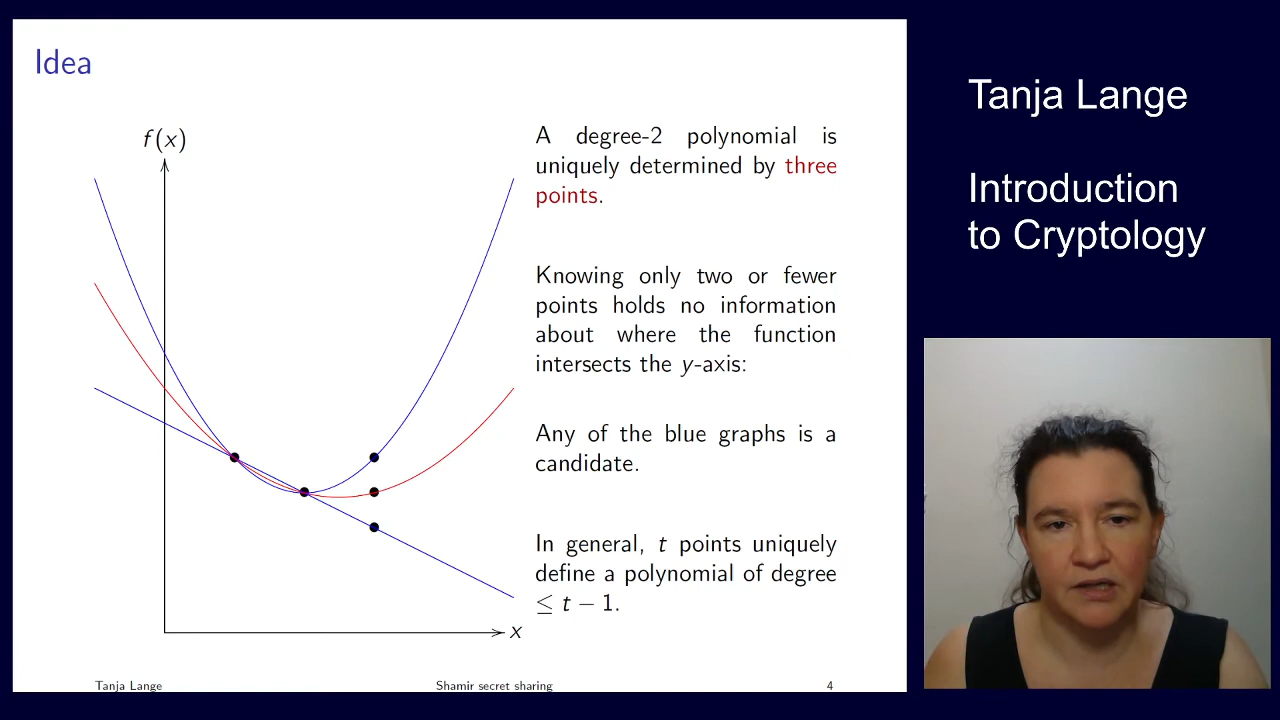 Idea
f(x)
A degree-2 polynomial is
uniquely determined by three
points.
Knowing only two or fewer
points holds no information
about where the function
intersects the y-axis:
Any of the blue graphs is a
candidate.
In general, t points uniquely
define a polynomial of degree
≤ t − 1.
x
Tanja Lange
Shamir secret sharing
4
Tanja Lange
Introduction
to Cryptology